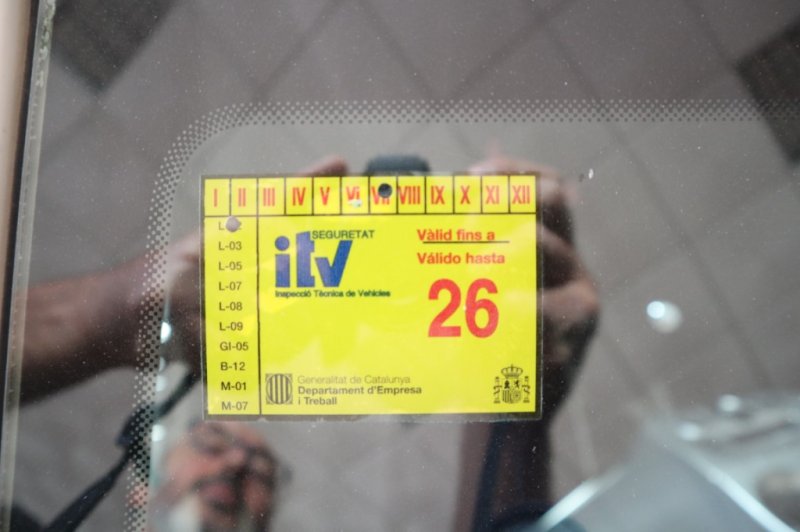 I II III IV V VI VII VIII IX X XI XII
L-03
L-05
L-07
L-08
L-09
GI-05
B-12
M-01
M-07
SEGURETAT
itv
Inspecció Tècnica de Vehicles
Vàlid fins a
Válido hasta
26
Generalitat de Catalunya
Departament d'Empresa
i Treball